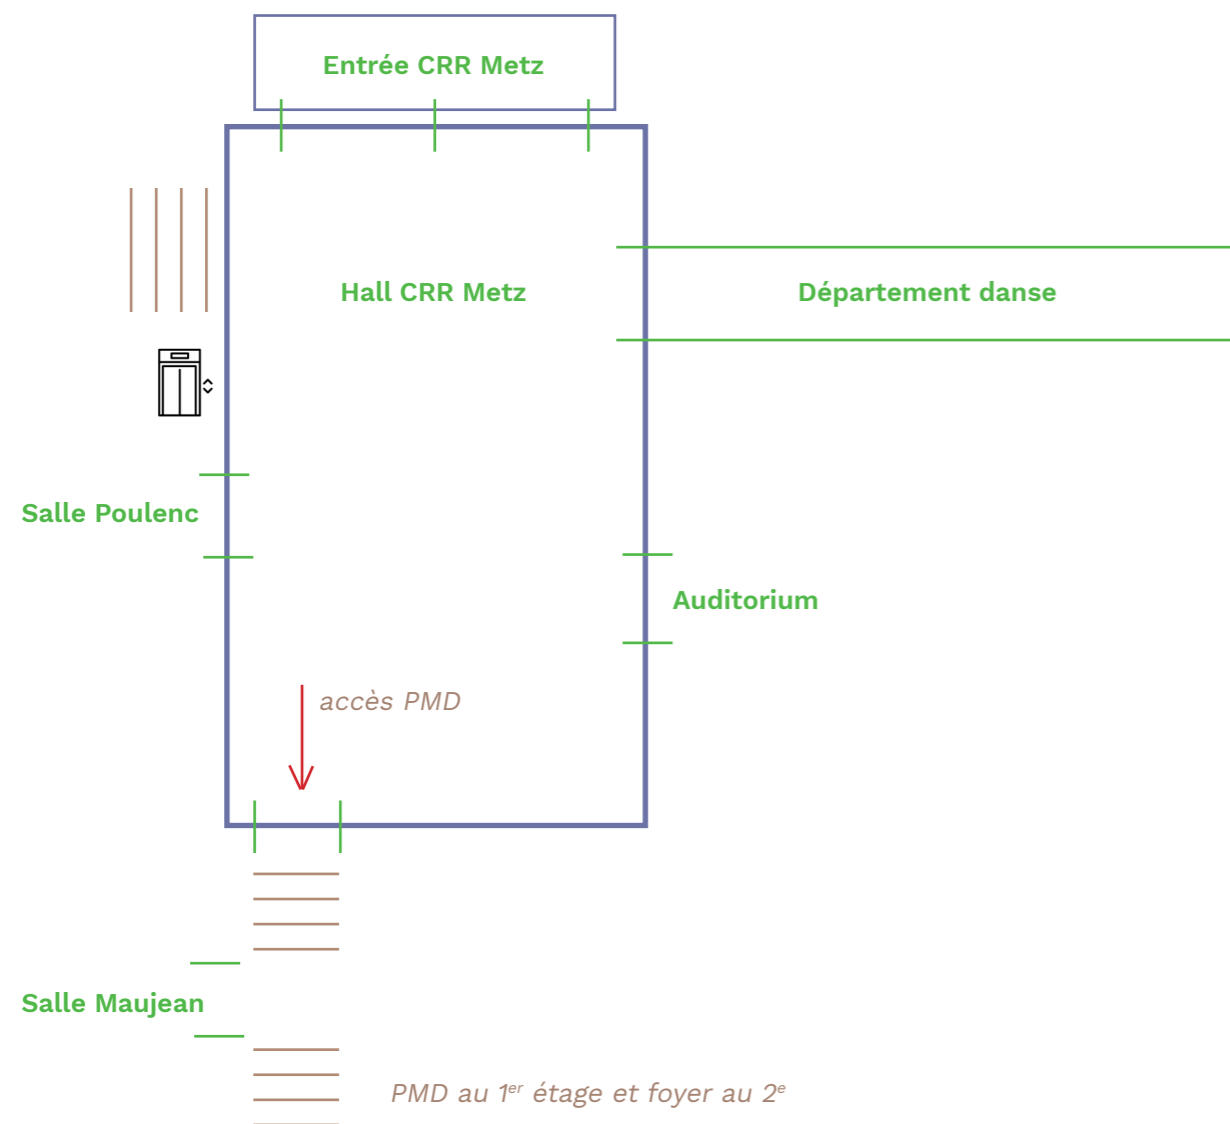 Entrée CRR Metz
Hall CRR Metz
Département danse
Salle Poulenc
Auditorium
accès PMD
Salle Maujean
PMD au 1er étage et foyer au 2e